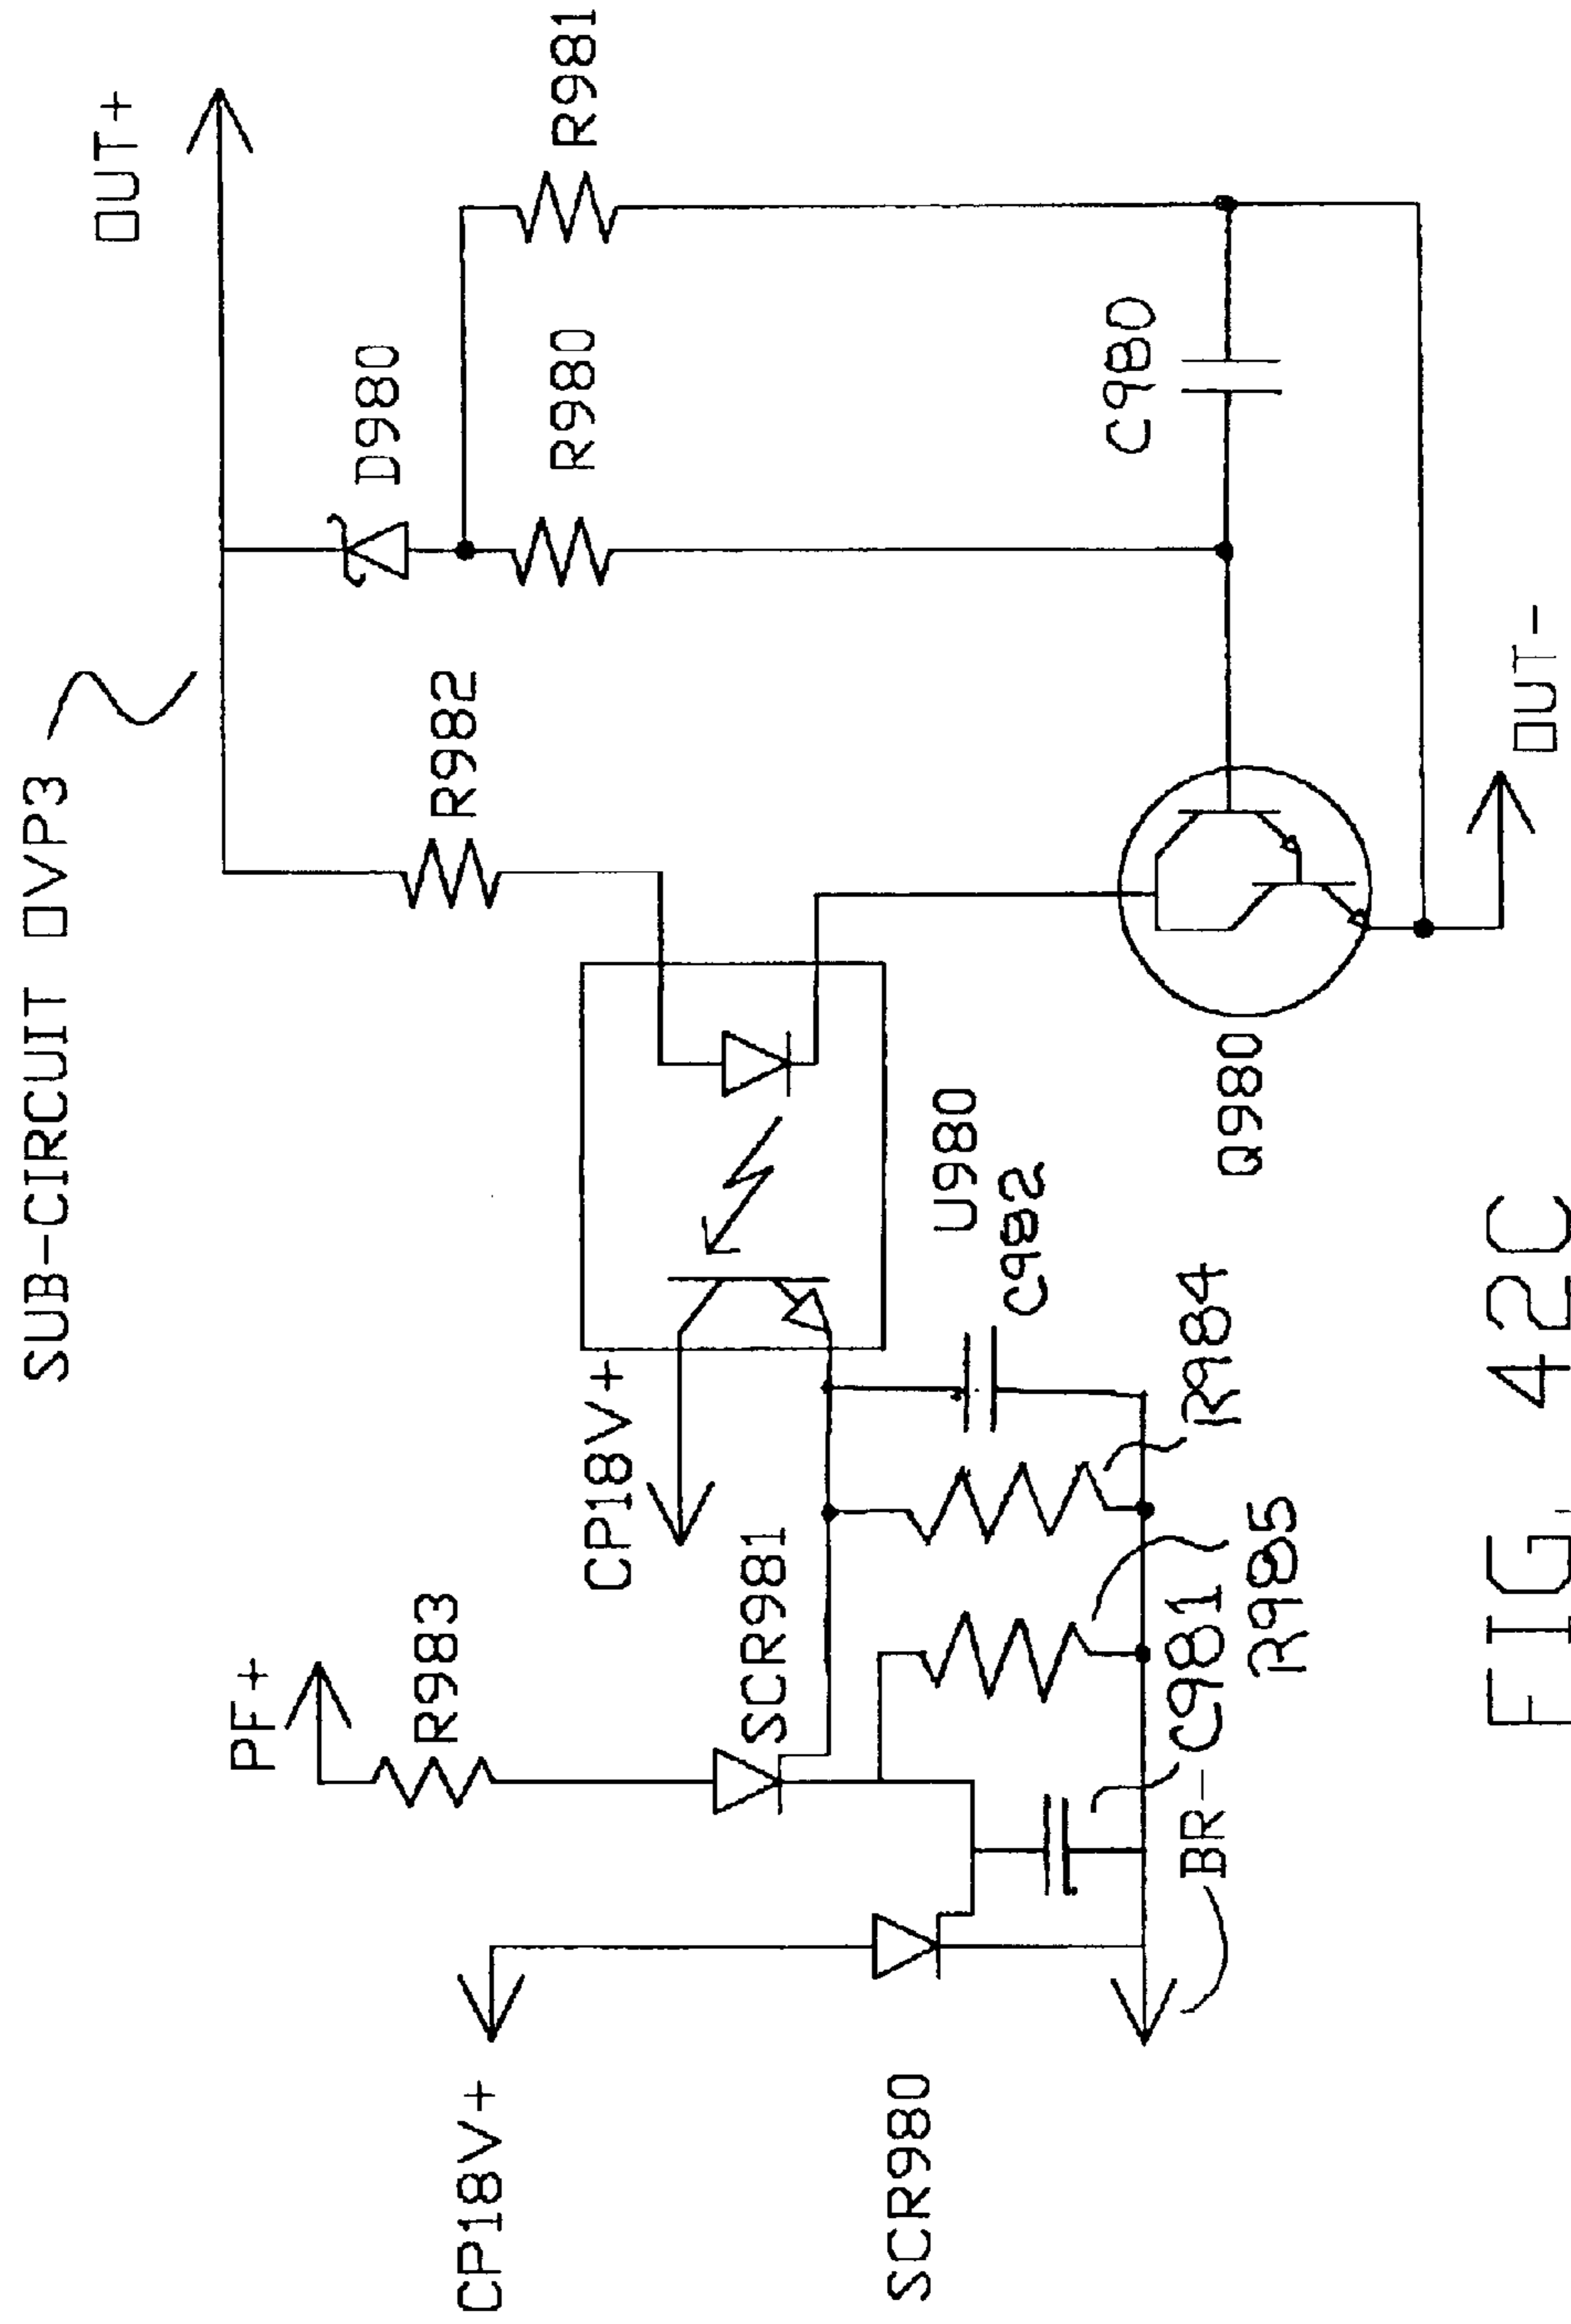 SUB-CIRCUIT OVP3
OUT+
PF+
CP18V+
R983
R982
D980
CP18V+
R980
R981
SCR981
SCR980
U980
C982
C980
R984
C981
BR-
R985
Q980
OUT-
FIG. 42C